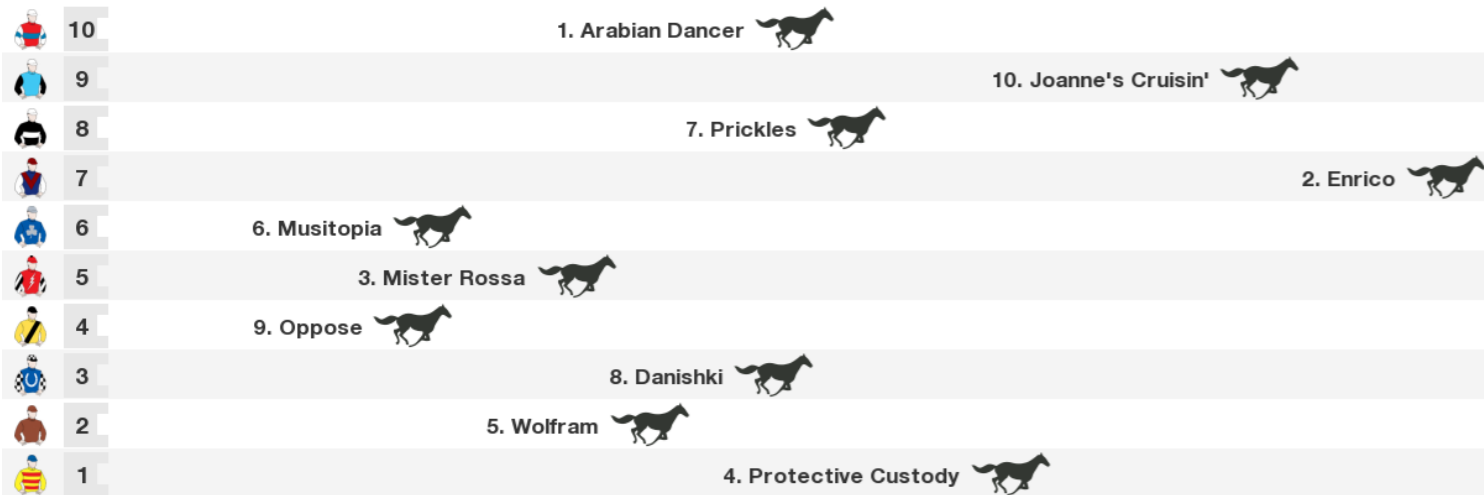 10 1. Arabian Dancer
9 10. Joanne's Cruisin'
8 7. Prickles
7 2. Enrico
6 6. Musitopia
5 3. Mister Rossa
4 9. Oppose
3 8. Danishki
2 5. Wolfram
1 4. Protective Custody